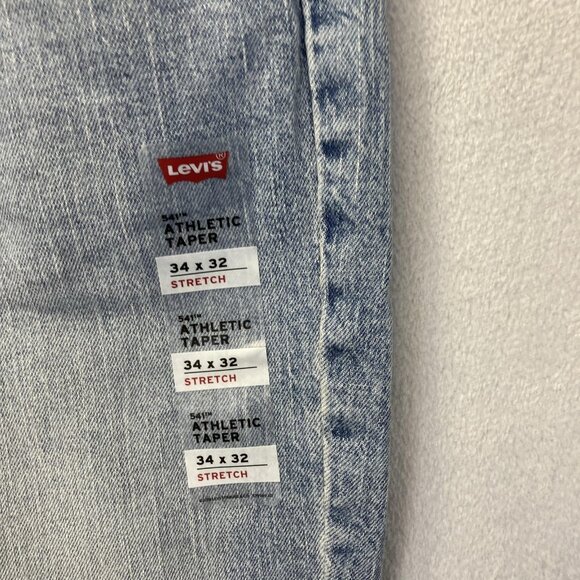 LEVI'S®
541™
ATHLETIC
TAPER
34 x 32
STRETCH
541™
ATHLETIC
TAPER
34 x 32
STRETCH
541™
ATHLETIC
TAPER
34 x 32
STRETCH